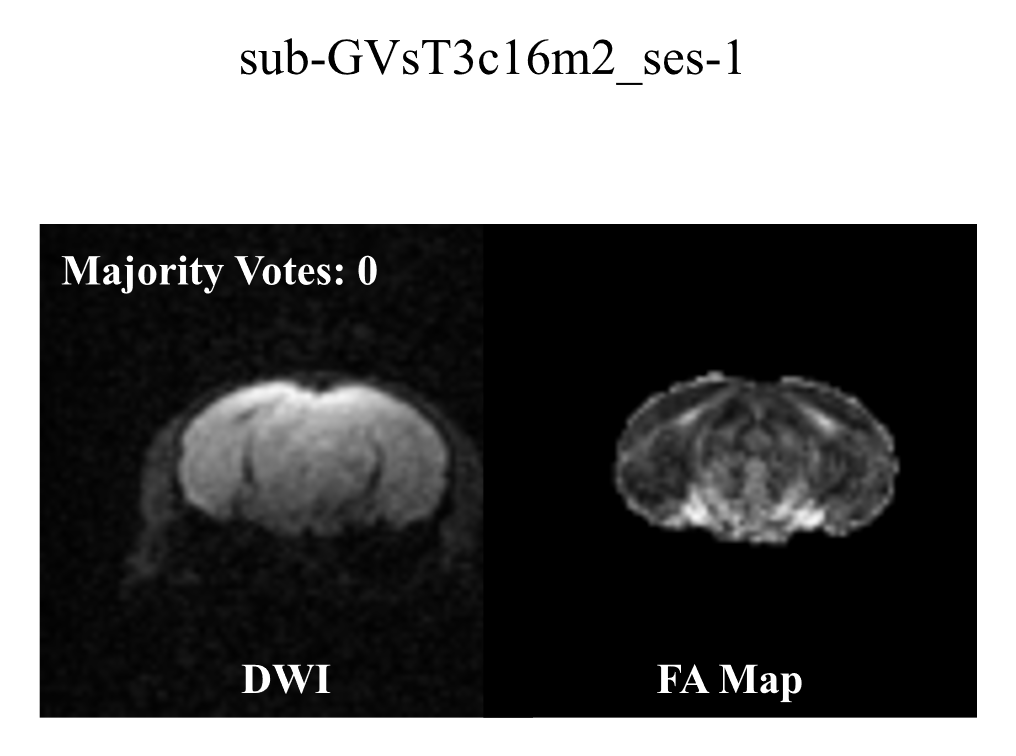 sub-GVsT3c16m2_ses-1
Majority Votes: 0
DWI
FA Map